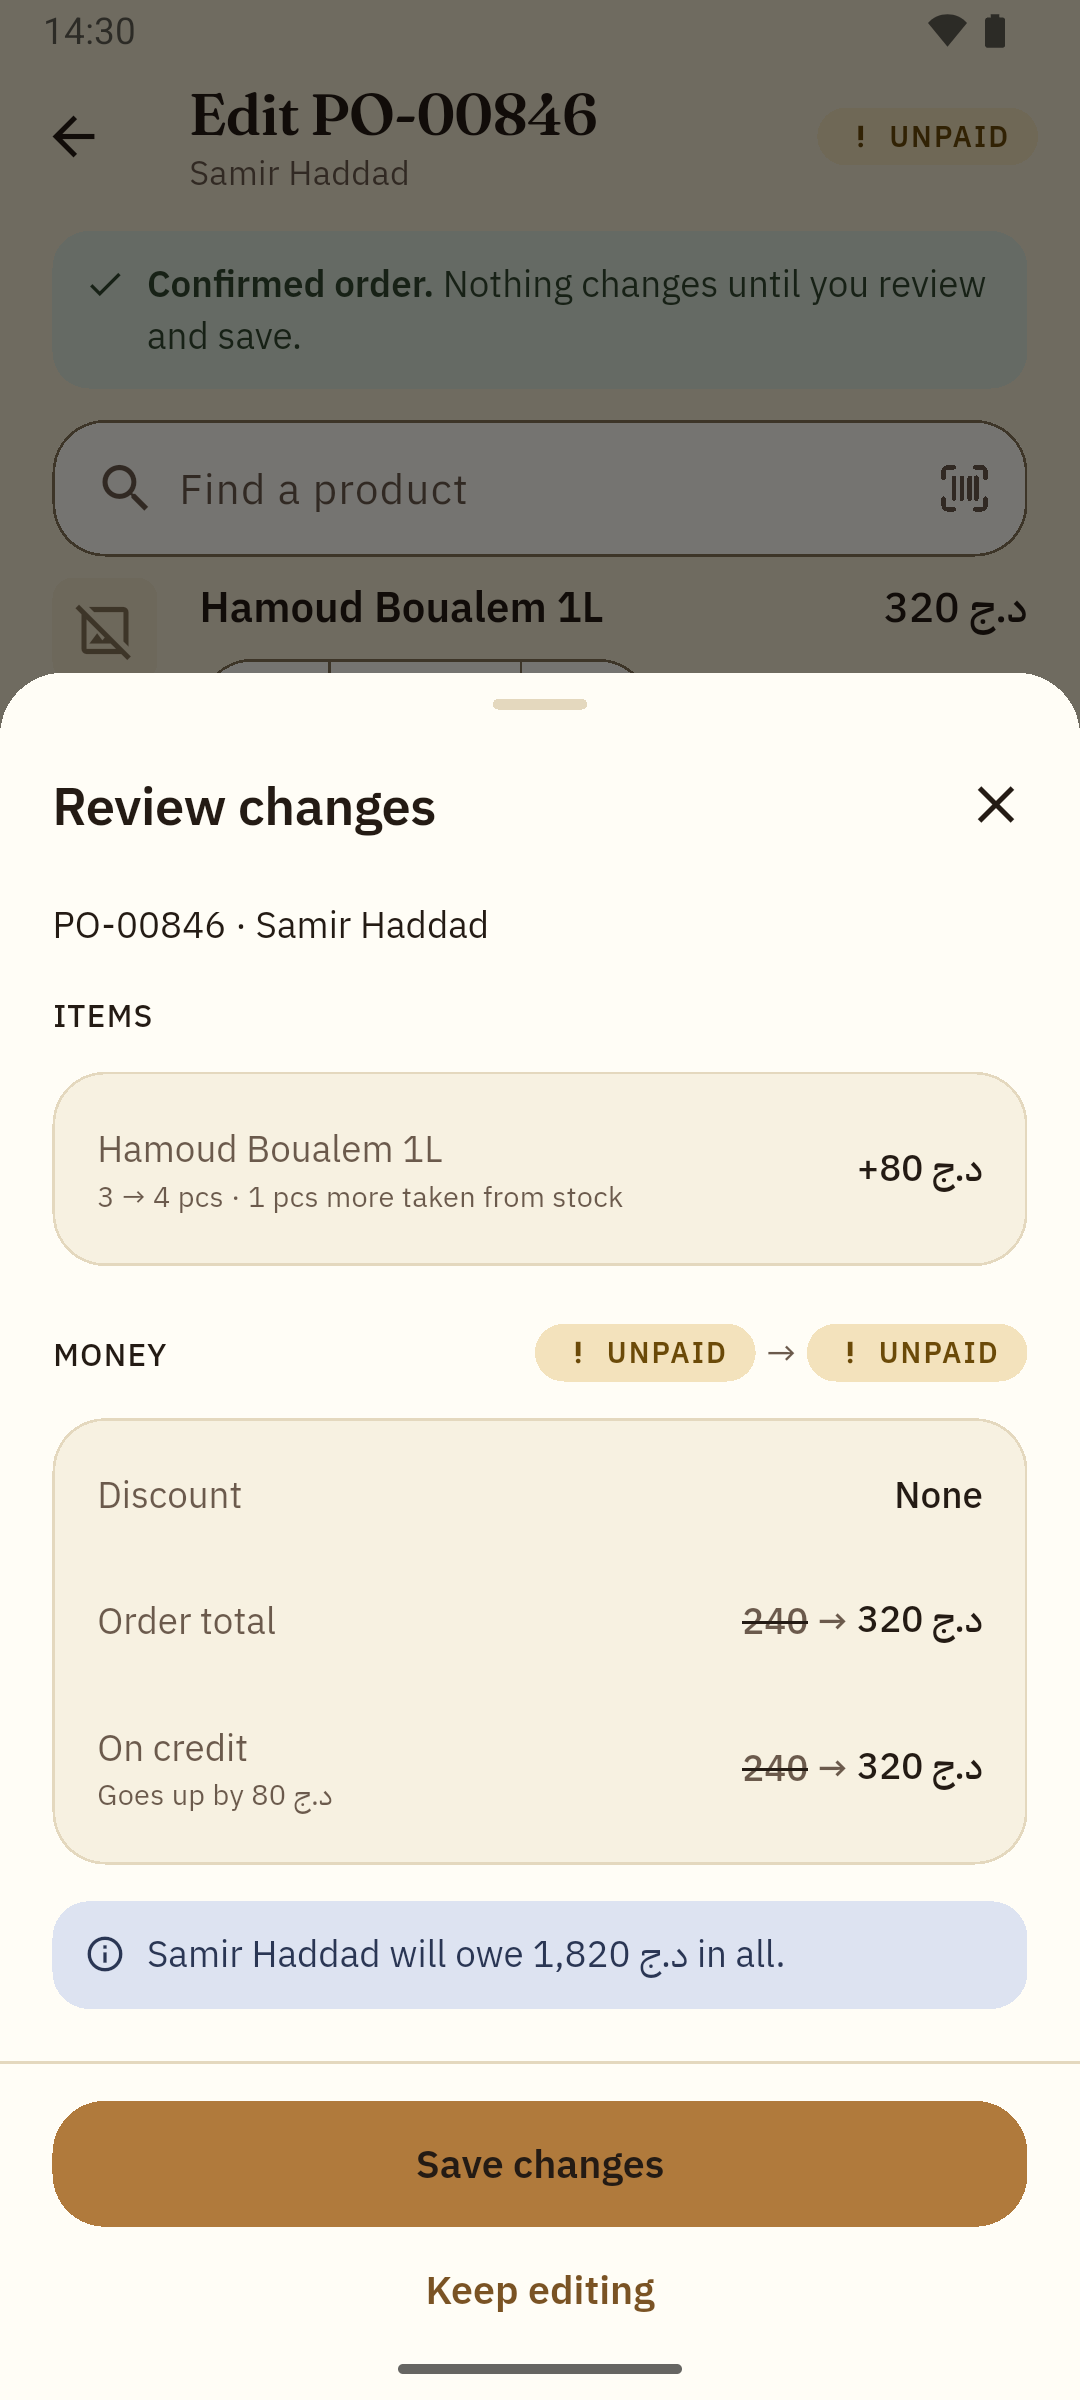 14:30
Edit PO-00846
Samir Haddad
! UNPAID
Confirmed order. Nothing changes until you review
and save.
Find a product
Hamoud Boualem 1L
320 د.ج
Review changes
PO-00846 · Samir Haddad
ITEMS
Hamoud Boualem 1L
3 → 4 pcs · 1 pcs more taken from stock
+80 د.ج
MONEY
! UNPAID → ! UNPAID
Discount
None
Order total
240 → 320 د.ج
On credit
Goes up by 80 د.ج
240 → 320 د.ج
Samir Haddad will owe 1,820 د.ج in all.
Save changes
Keep editing